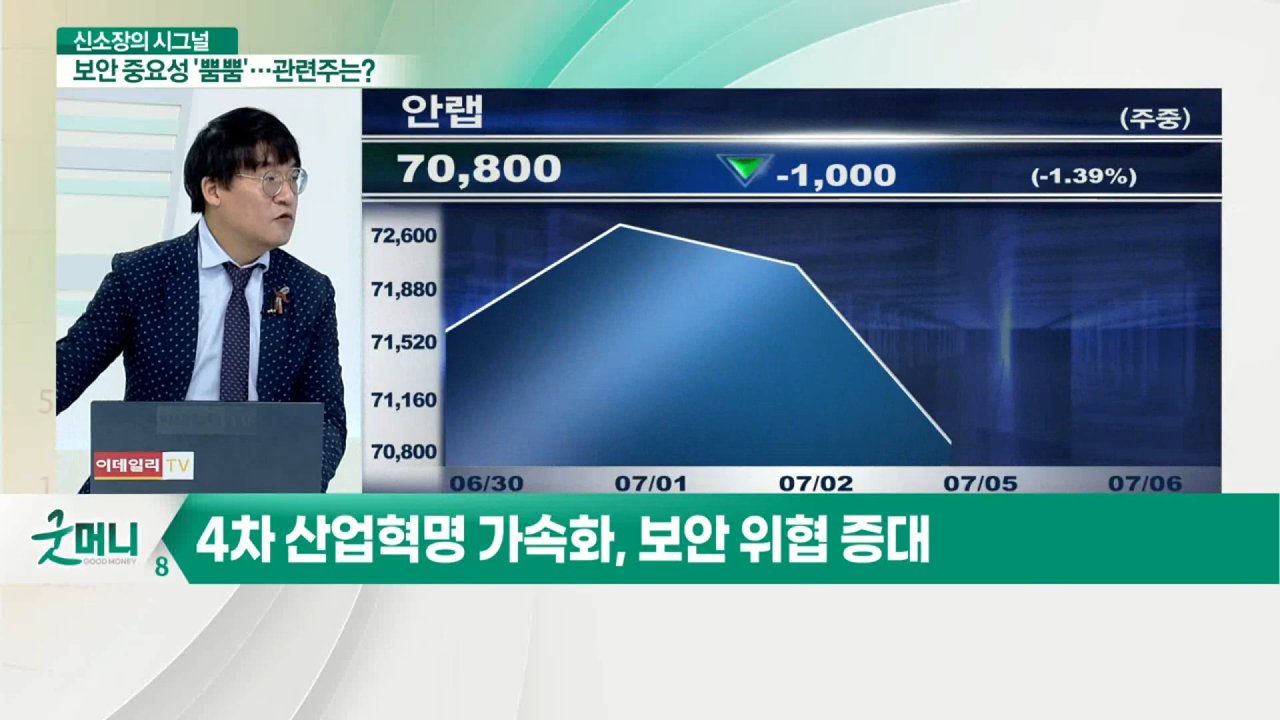 신소장의 시그널
보안 중요성 '뿜뿜'…관련주는?
안랩
(주중)
70,800
-1,000
(-1.39%)
72,600
71,880
71,520
71,160
70,800
06/30
07/01
07/02
07/05
07/06
이데일리 TV
굿머니
GOOD MONEY
8
4차 산업혁명 가속화, 보안 위협 증대
5
1